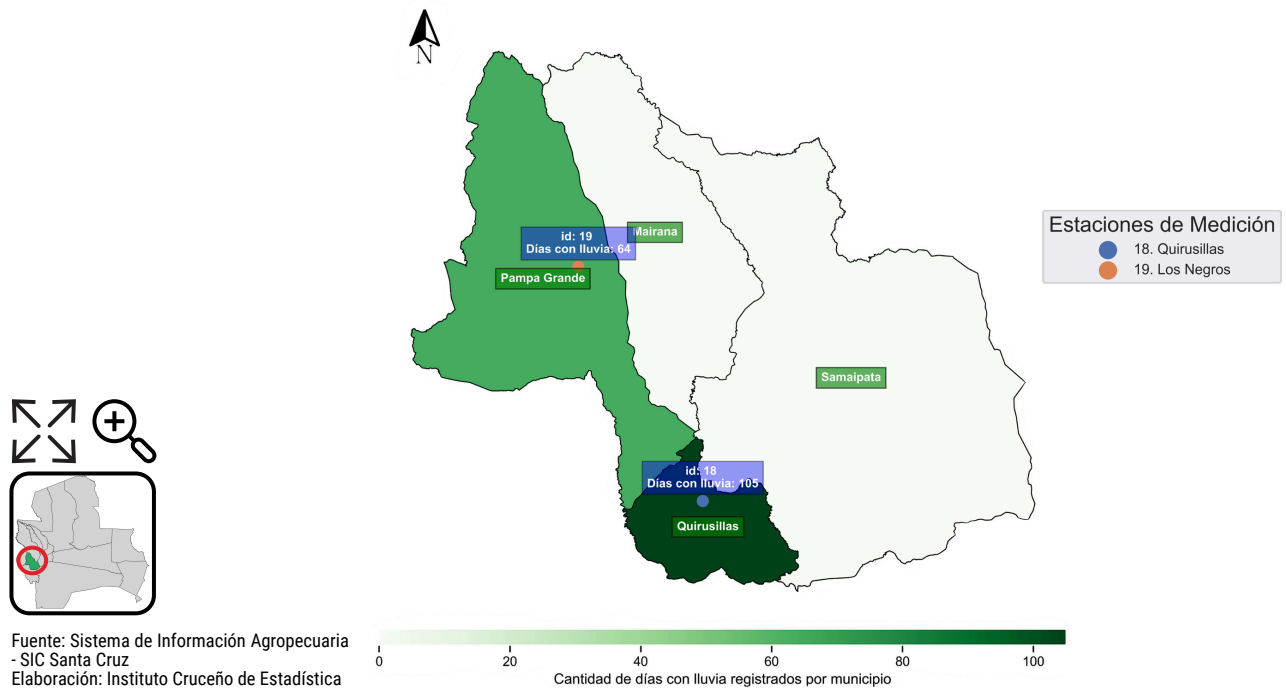 N
id: 19
Días con lluvia: 64
Mairana
Pampa Grande
Estaciones de Medición
18. Quirusillas
19. Los Negros
Samaipata
id: 18
Días con lluvia: 105
Quirusillas
Fuente: Sistema de Información Agropecuaria
- SIC Santa Cruz
Elaboración: Instituto Cruceño de Estadística
0 20 40 60 80 100
Cantidad de días con lluvia registrados por municipio